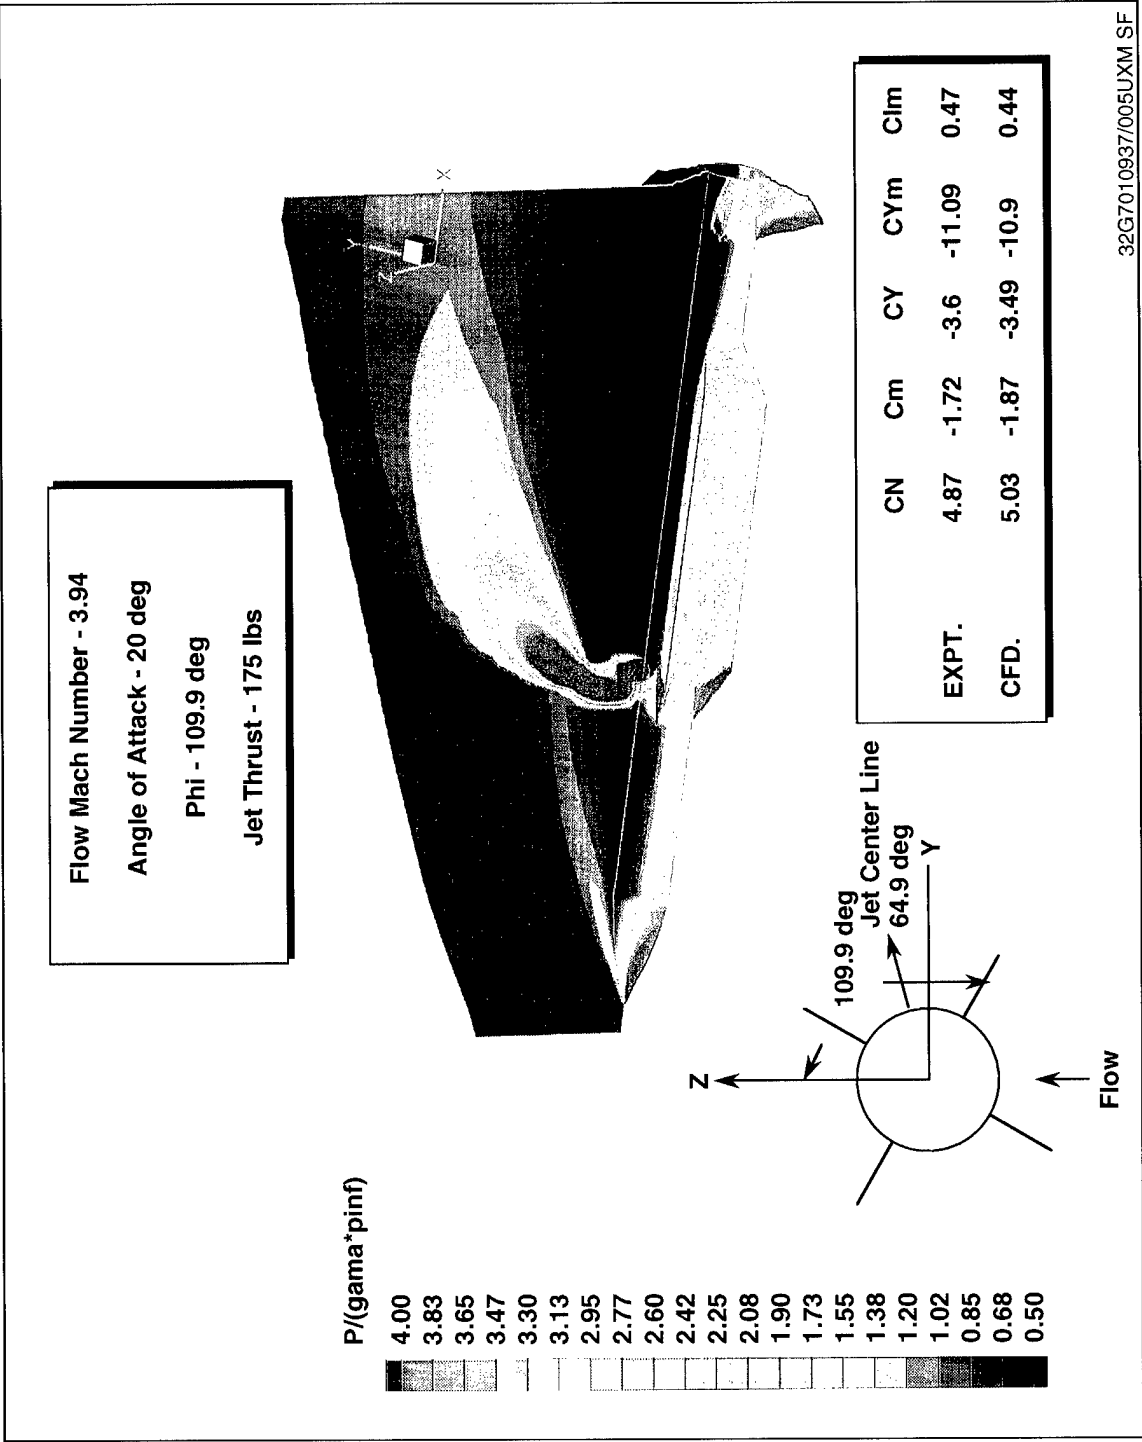 Flow Mach Number - 3.94
Angle of Attack - 20 deg
Phi - 109.9 deg
Jet Thrust - 175 lbs
P/(gama*pinf)
4.00
3.83
3.65
3.47
3.30
3.13
2.95
2.77
2.60
2.42
2.25
2.08
1.90
1.73
1.55
1.38
1.20
1.02
0.85
0.68
0.50
Y
X
Z
109.9 deg
Jet Center Line
64.9 deg
Y
Flow
CN Cm CY CYm Clm
EXPT. 4.87 -1.72 -3.6 -11.09 0.47
CFD. 5.03 -1.87 -3.49 -10.9 0.44
32G7010937/005UXM SF